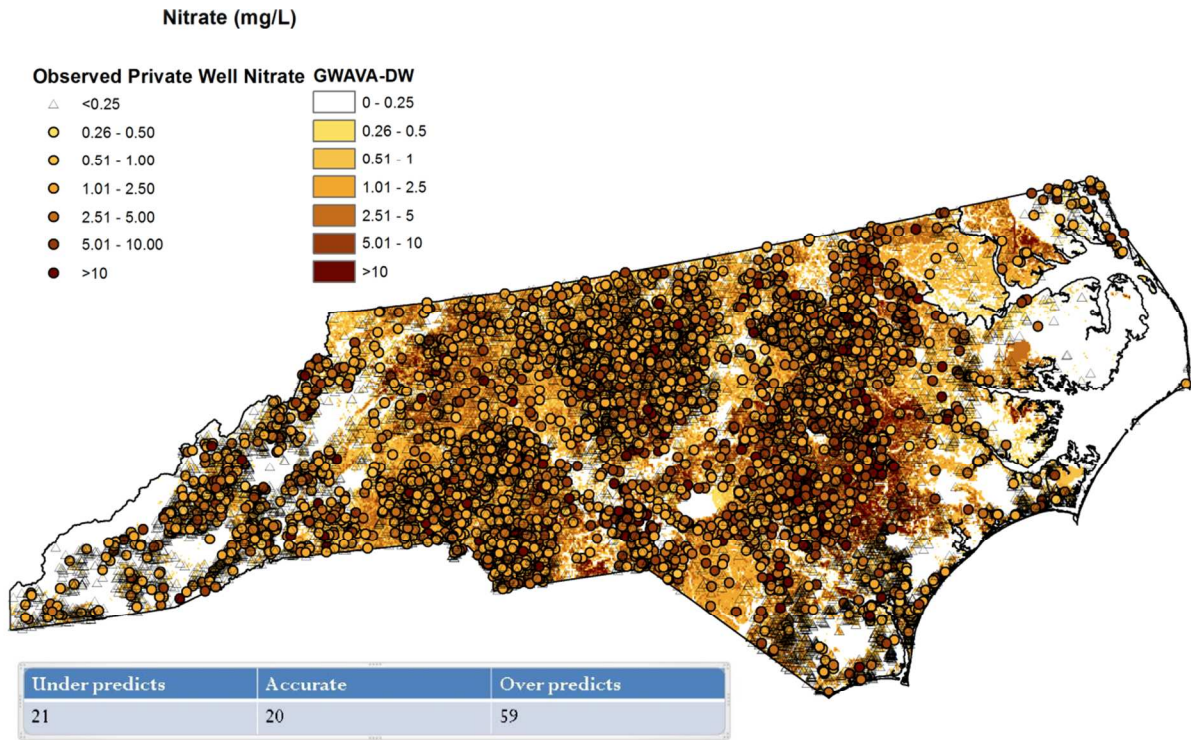 Nitrate (mg/L)
Observed Private Well Nitrate GWAVA-DW
<0.25 0 - 0.25
0.26 - 0.50 0.26 - 0.5
0.51 - 1.00 0.51 - 1
1.01 - 2.50 1.01 - 2.5
2.51 - 5.00 2.51 - 5
5.01 - 10.00 5.01 - 10
>10 >10
Under predicts Accurate Over predicts
21 20 59